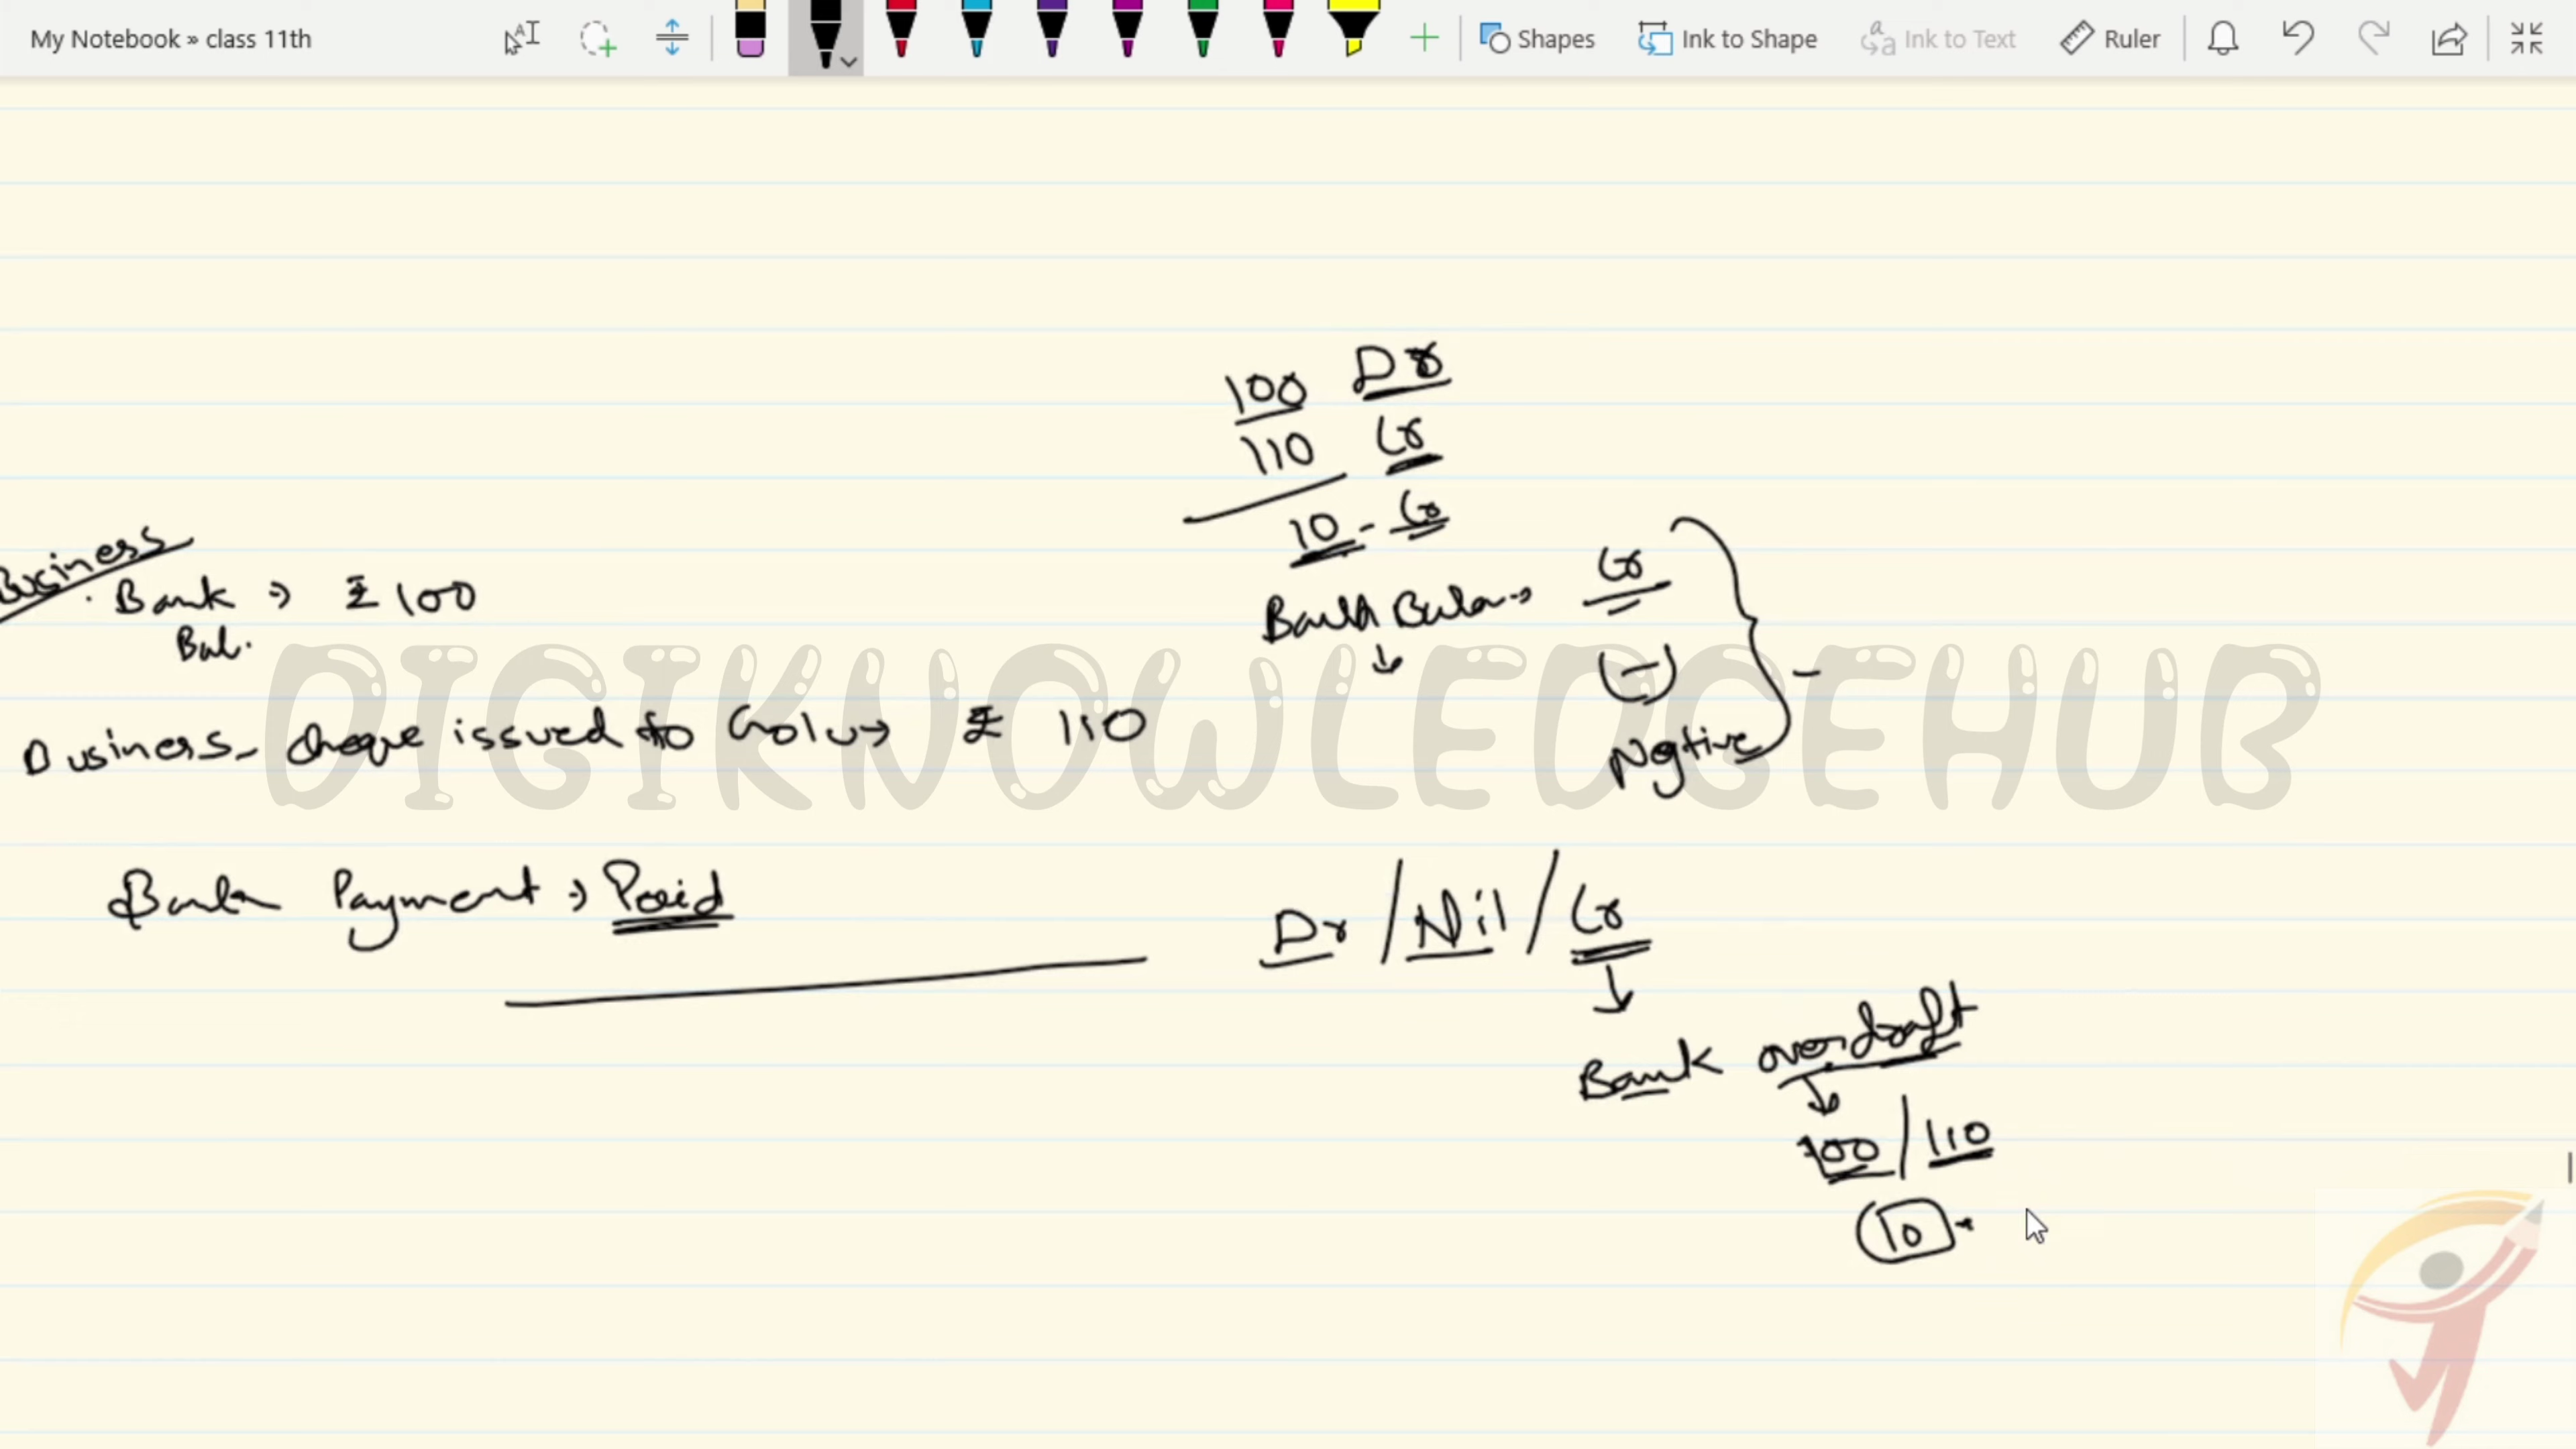 My Notebook » class 11th
Shapes
Ink to Shape
Ink to Text
Ruler
100 Dr
110 Cr
10 - Cr
Business
Bank → ₹ 100
Bal.
Bank → Cr
(-)
Negtive
Business - cheque issued to Golu → ₹ 110
DIGIKNOWLEDGEHUB
Bank Payment → Paid
Dr / Nil / Cr
Bank overdraft
100 / 110
10